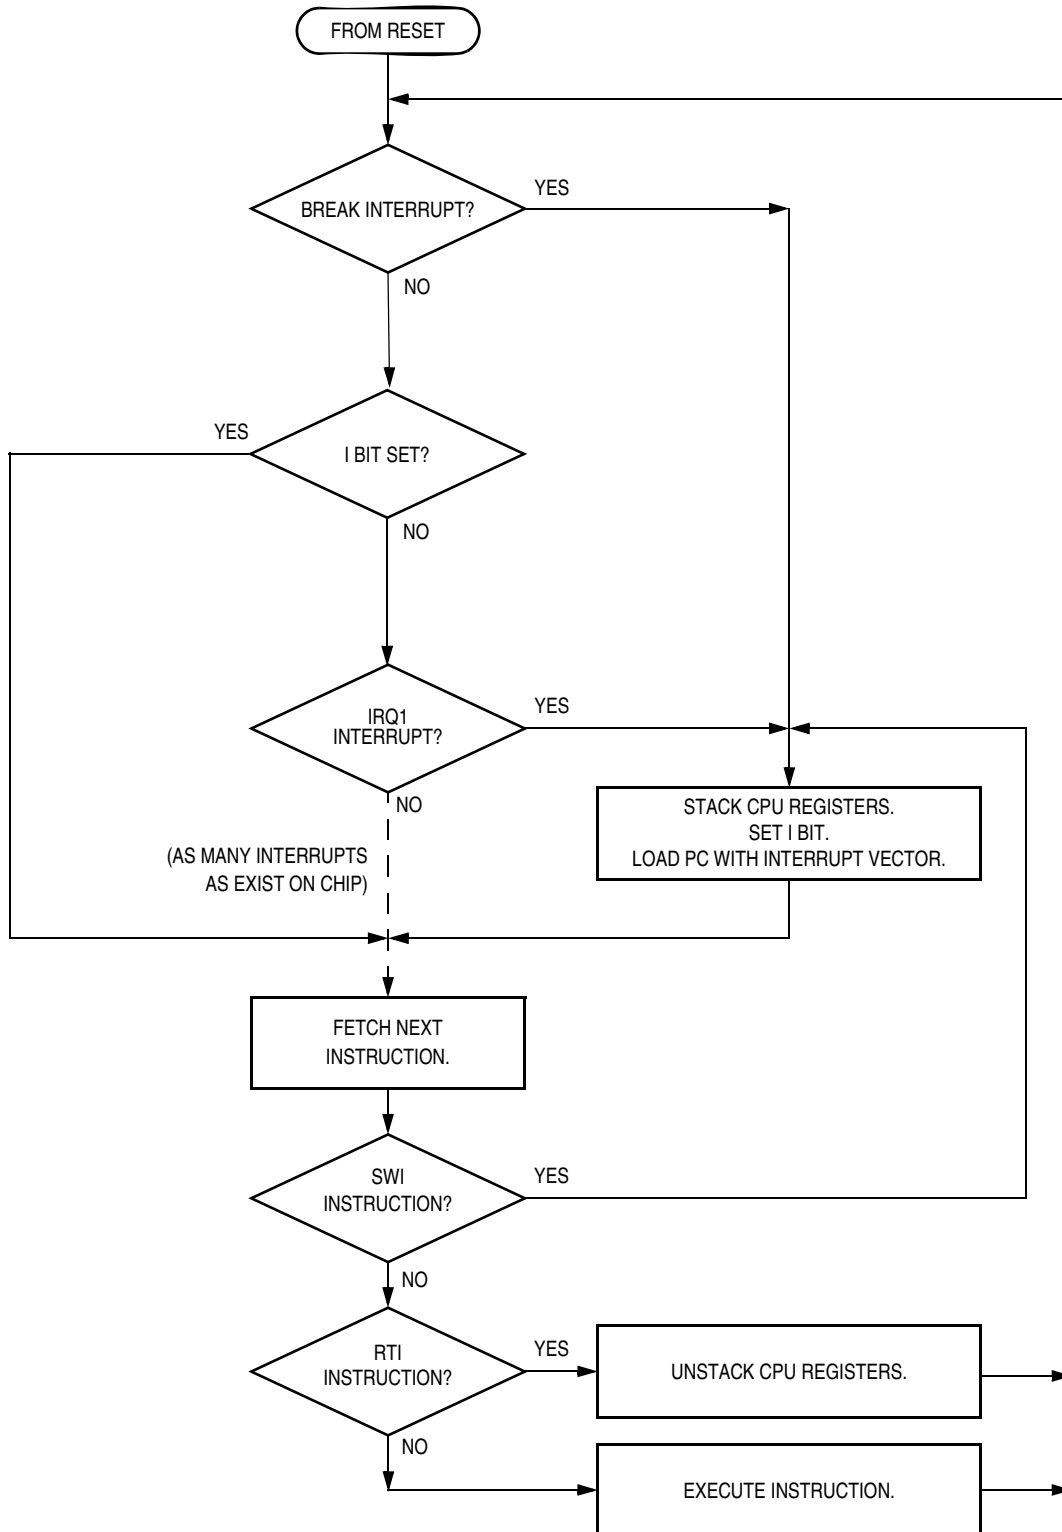 FROM RESET
BREAK INTERRUPT?
YES
NO
YES
I BIT SET?
NO
IRQ1
INTERRUPT?
YES
NO
(AS MANY INTERRUPTS
AS EXIST ON CHIP)
STACK CPU REGISTERS.
SET I BIT.
LOAD PC WITH INTERRUPT VECTOR.
FETCH NEXT
INSTRUCTION.
SWI
INSTRUCTION?
YES
NO
RTI
INSTRUCTION?
YES
UNSTACK CPU REGISTERS.
NO
EXECUTE INSTRUCTION.